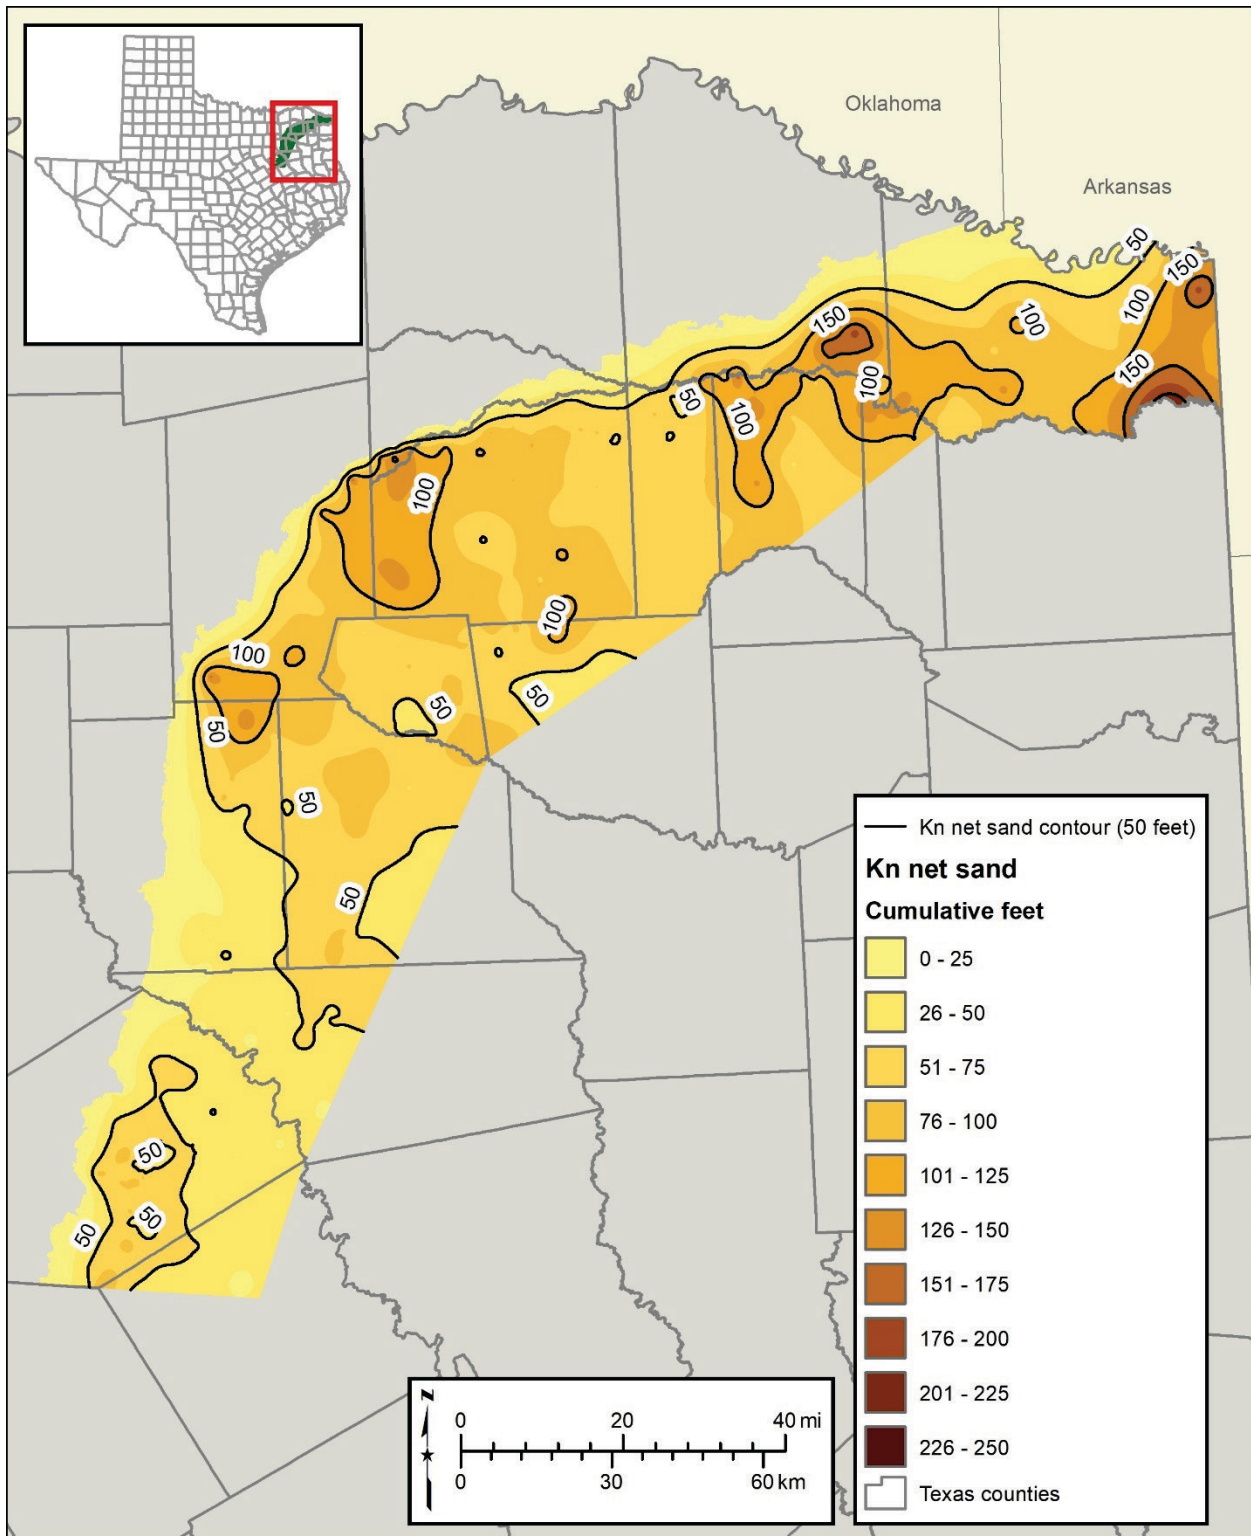 Oklahoma
Arkansas
50
150
100
150
100
150
100
50
100
100
100
100
100
50
50
50
50
50
50
50
50
Kn net sand contour (50 feet)
Kn net sand
Cumulative feet
0 - 25
26 - 50
51 - 75
76 - 100
101 - 125
126 - 150
151 - 175
176 - 200
201 - 225
226 - 250
Texas counties
N
0 20 40 mi
0 30 60 km